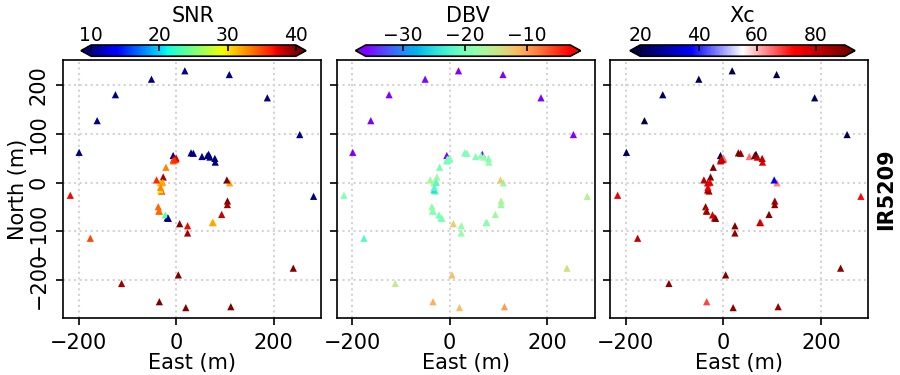 SNR DBV Xc
10 20 30 40 −30 −20 −10 20 40 60 80
200
100
0
−100
−200
North (m)
IR5209
−200 0 200 −200 0 200 −200 0 200
East (m) East (m) East (m)